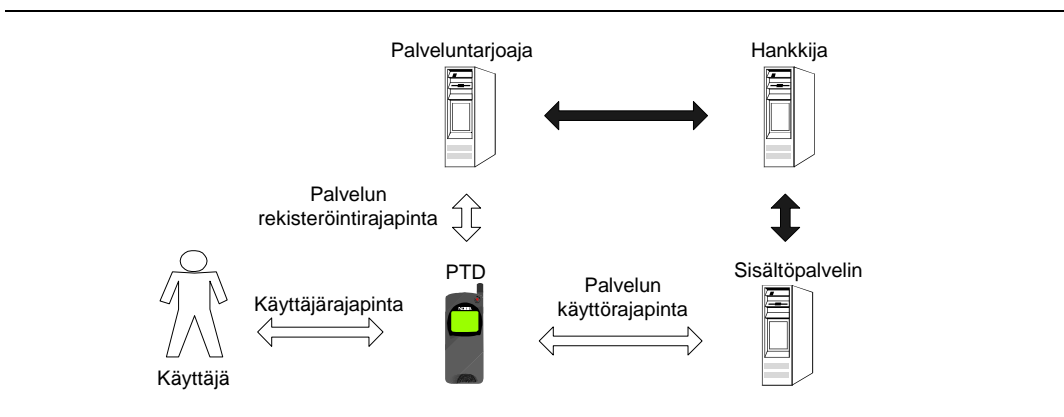 Palveluntarjoaja
Hankkija
Palvelun
rekisteröintirajapinta
PTD
Sisältöpalvelin
Palvelun
käyttörajapinta
Käyttäjärajapinta
Käyttäjä